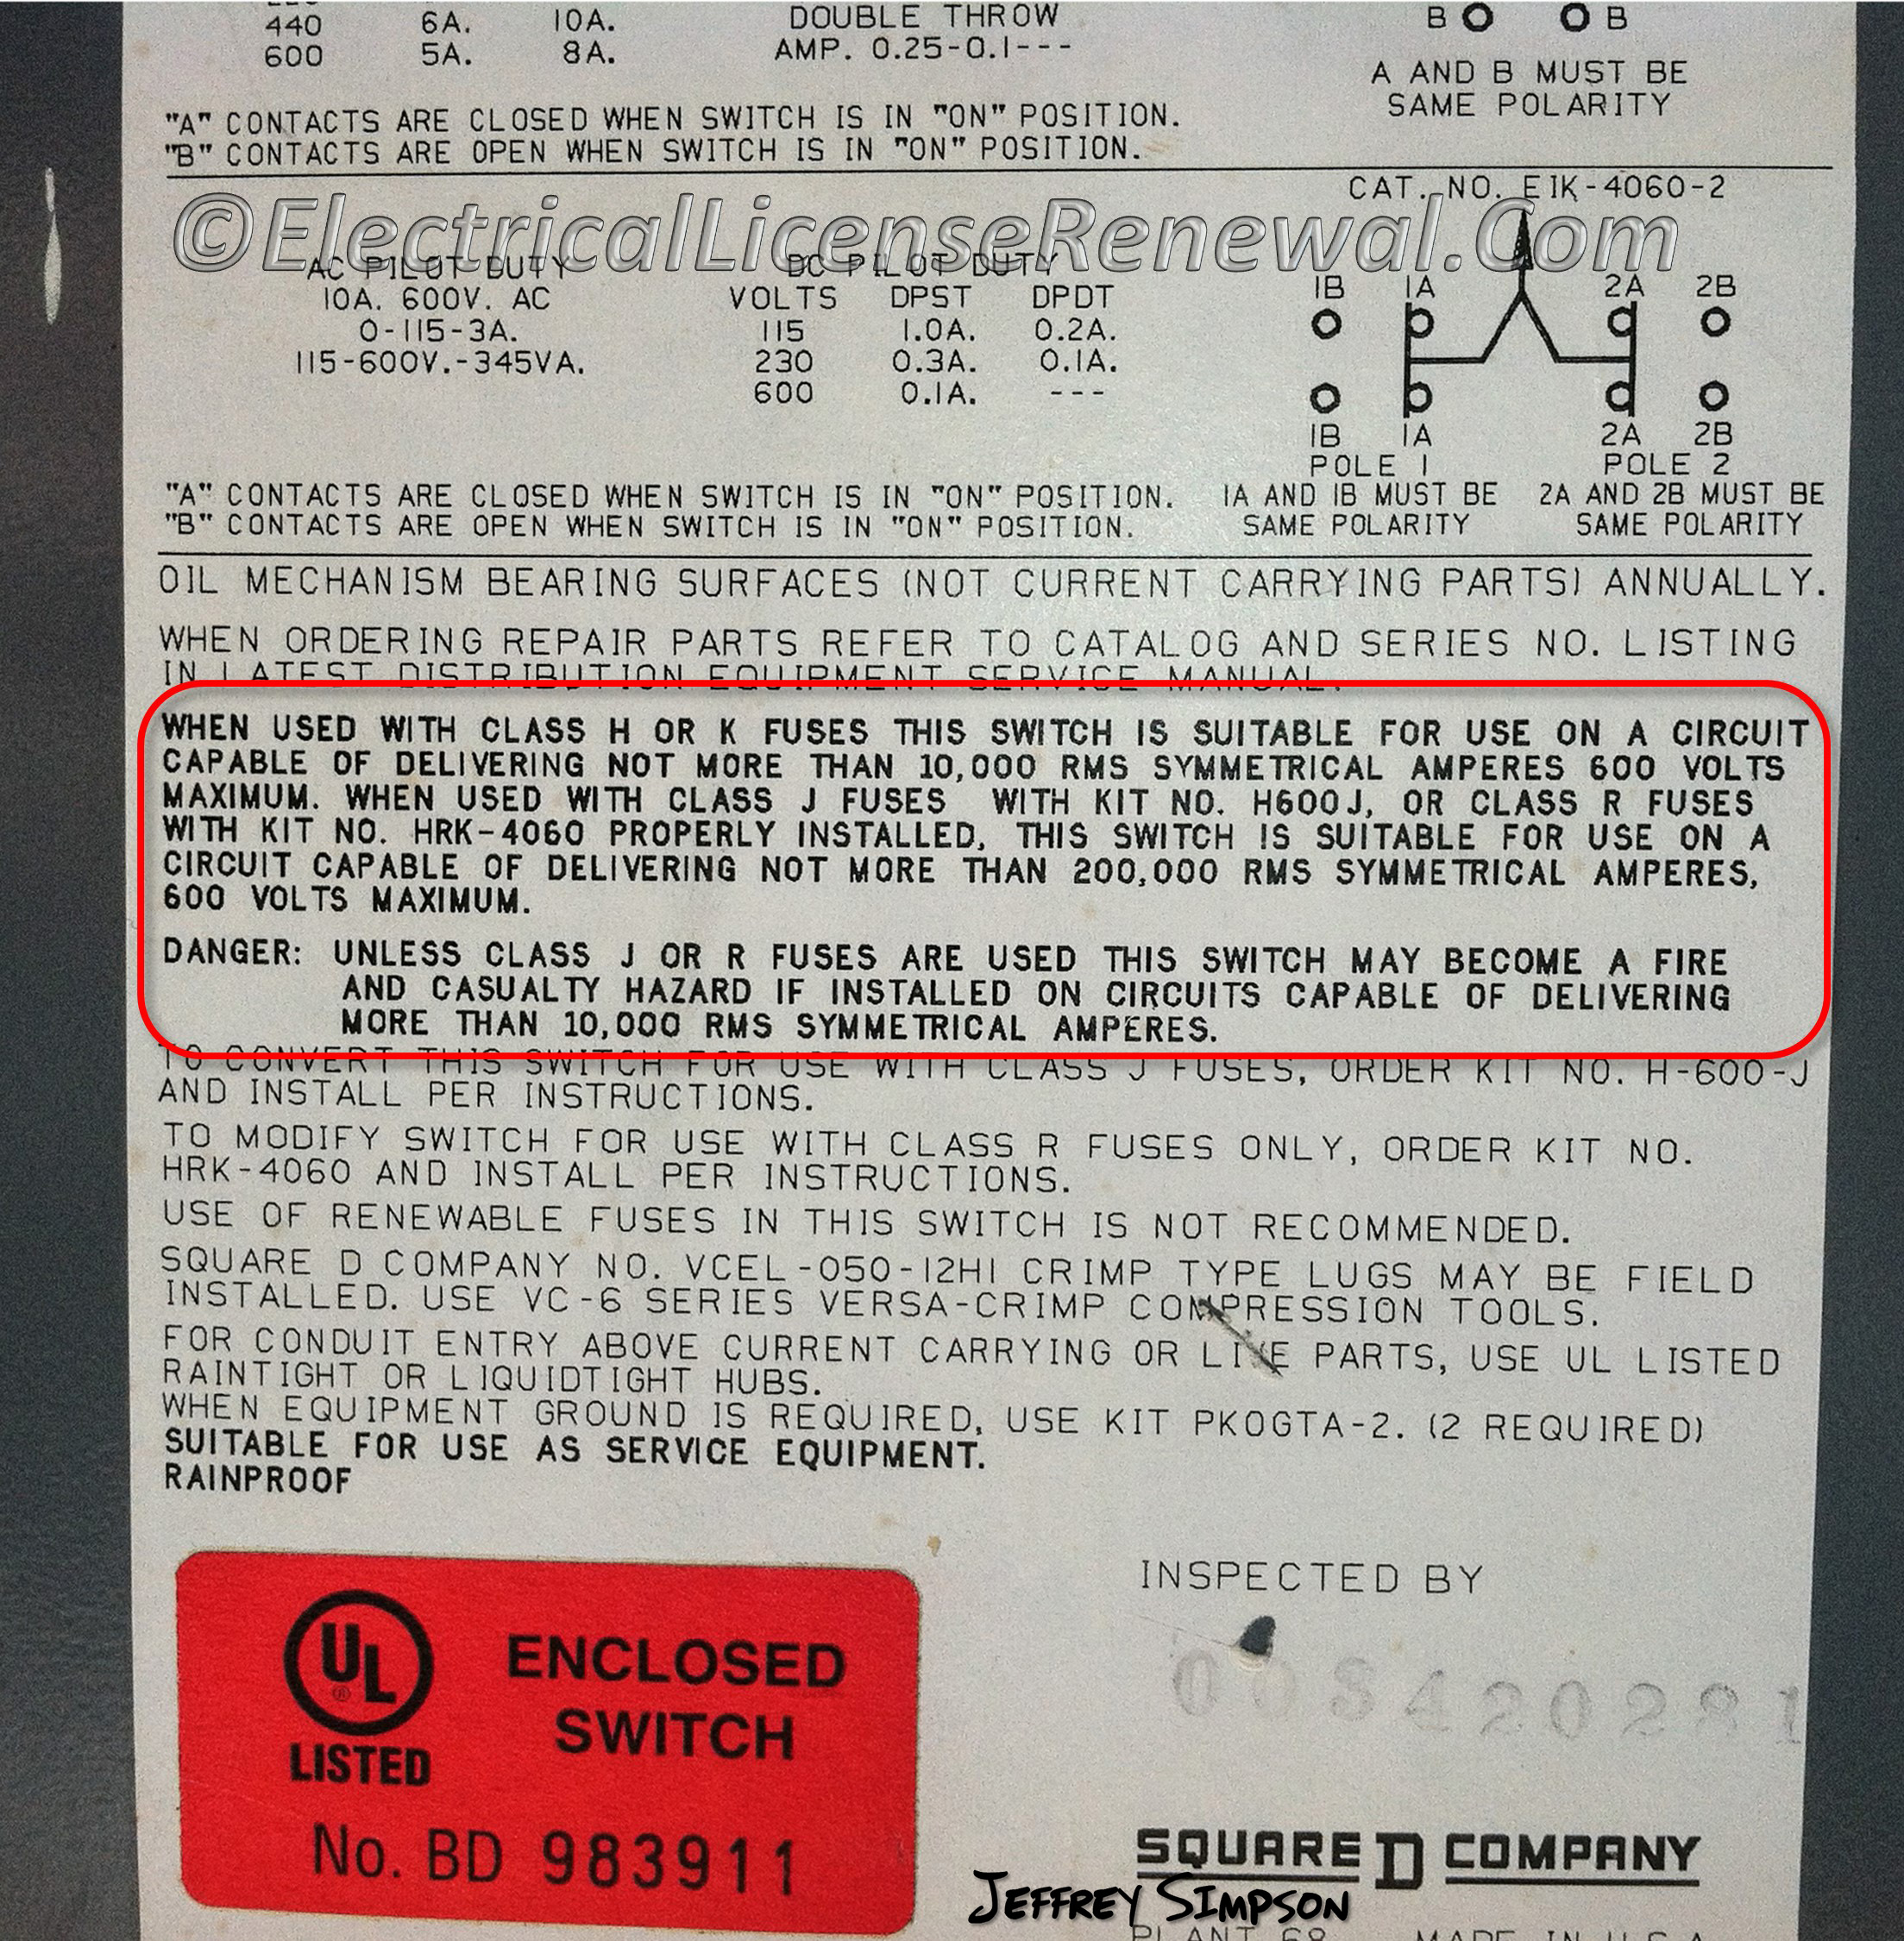 440 6A. 10A. DOUBLE THROW B B
600 5A. 8A. AMP. 0.25-0.1---
A AND B MUST BE
SAME POLARITY
"A" CONTACTS ARE CLOSED WHEN SWITCH IS IN "ON" POSITION.
"B" CONTACTS ARE OPEN WHEN SWITCH IS IN "ON" POSITION.
CAT. NO. EIK-4060-2
©ElectricalLicenseRenewal.Com
AC PILOT DUTY DC PILOT DUTY
10A. 600V. AC VOLTS DPST DPDT
0-115-3A. 115 1.0A. 0.2A.
115-600V.-345VA. 230 0.3A. 0.1A.
600 0.1A. ---
1B 1A 2A 2B
1B 1A 2A 2B
POLE 1 POLE 2
"A" CONTACTS ARE CLOSED WHEN SWITCH IS IN "ON" POSITION. 1A AND 1B MUST BE 2A AND 2B MUST BE
"B" CONTACTS ARE OPEN WHEN SWITCH IS IN "ON" POSITION. SAME POLARITY SAME POLARITY
OIL MECHANISM BEARING SURFACES (NOT CURRENT CARRYING PARTS) ANNUALLY.
WHEN ORDERING REPAIR PARTS REFER TO CATALOG AND SERIES NO. LISTING
IN LATEST DISTRIBUTION EQUIPMENT SERVICE MANUAL.
WHEN USED WITH CLASS H OR K FUSES THIS SWITCH IS SUITABLE FOR USE ON A CIRCUIT
CAPABLE OF DELIVERING NOT MORE THAN 10,000 RMS SYMMETRICAL AMPERES 600 VOLTS
MAXIMUM. WHEN USED WITH CLASS J FUSES WITH KIT NO. H600J, OR CLASS R FUSES
WITH KIT NO. HRK-4060 PROPERLY INSTALLED, THIS SWITCH IS SUITABLE FOR USE ON A
CIRCUIT CAPABLE OF DELIVERING NOT MORE THAN 200,000 RMS SYMMETRICAL AMPERES,
600 VOLTS MAXIMUM.
DANGER: UNLESS CLASS J OR R FUSES ARE USED THIS SWITCH MAY BECOME A FIRE
AND CASUALTY HAZARD IF INSTALLED ON CIRCUITS CAPABLE OF DELIVERING
MORE THAN 10,000 RMS SYMMETRICAL AMPERES.
TO CONVERT THIS SWITCH FOR USE WITH CLASS J FUSES, ORDER KIT NO. H-600-J
AND INSTALL PER INSTRUCTIONS.
TO MODIFY SWITCH FOR USE WITH CLASS R FUSES ONLY, ORDER KIT NO.
HRK-4060 AND INSTALL PER INSTRUCTIONS.
USE OF RENEWABLE FUSES IN THIS SWITCH IS NOT RECOMMENDED.
SQUARE D COMPANY NO. VCEL-050-12H1 CRIMP TYPE LUGS MAY BE FIELD
INSTALLED. USE VC-6 SERIES VERSA-CRIMP COMPRESSION TOOLS.
FOR CONDUIT ENTRY ABOVE CURRENT CARRYING OR LIVE PARTS, USE UL LISTED
RAINTIGHT OR LIQUIDTIGHT HUBS.
WHEN EQUIPMENT GROUND IS REQUIRED, USE KIT PKOGTA-2. (2 REQUIRED)
SUITABLE FOR USE AS SERVICE EQUIPMENT.
RAINPROOF
INSPECTED BY
UL ®
LISTED
ENCLOSED
SWITCH
No. BD 983911
SQUARE D COMPANY
JEFFREY SIMPSON
PLANT 68 MADE IN U.S.A.